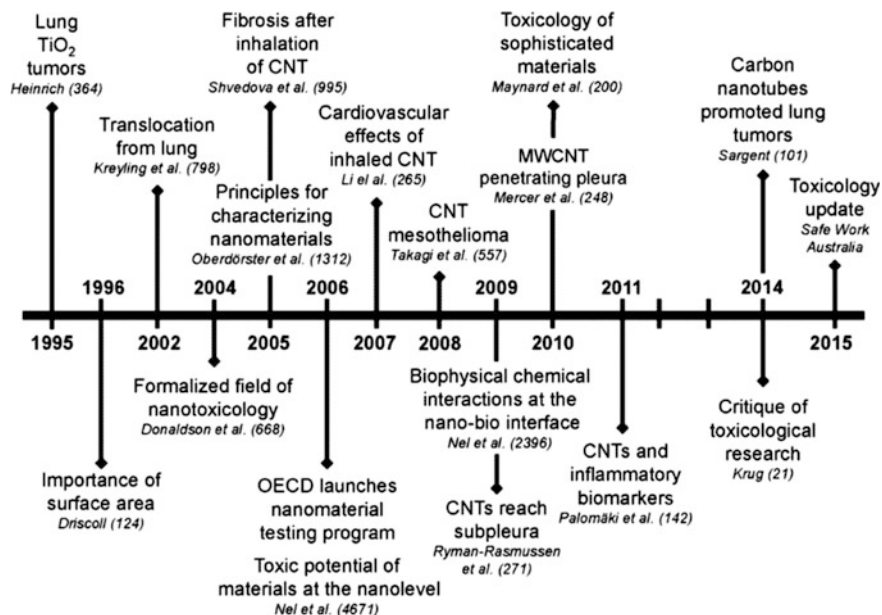 Lung
TiO₂
tumors
Heinrich (364)
Translocation
from lung
Kreyling et al. (798)
Fibrosis after
inhalation
of CNT
Shvedova et al. (995)
Principles for
characterizing
nanomaterials
Oberdörster et al. (1312)
Cardiovascular
effects of
inhaled CNT
Li el al. (265)
CNT
mesothelioma
Takagi et al. (557)
Toxicology of
sophisticated
materials
Maynard et al. (200)
MWCNT
penetrating pleura
Mercer et al. (248)
Carbon
nanotubes
promoted lung
tumors
Sargent (101)
Toxicology
update
Safe Work
Australia
1996 2004 2006 2009 2011 2014
1995 2002 2005 2007 2008 2010 2015
Importance of
surface area
Driscoll (124)
Formalized field of
nanotoxicology
Donaldson et al. (668)
OECD launches
nanomaterial
testing program
Toxic potential of
materials at the nanolevel
Nel et al. (4671)
Biophysical chemical
interactions at the
nano-bio interface
Nel et al. (2396)
CNTs reach
subpleura
Ryman-Rasmussen
et al. (271)
CNTs and
inflammatory
biomarkers
Palomäki et al. (142)
Critique of
toxicological
research
Krug (21)